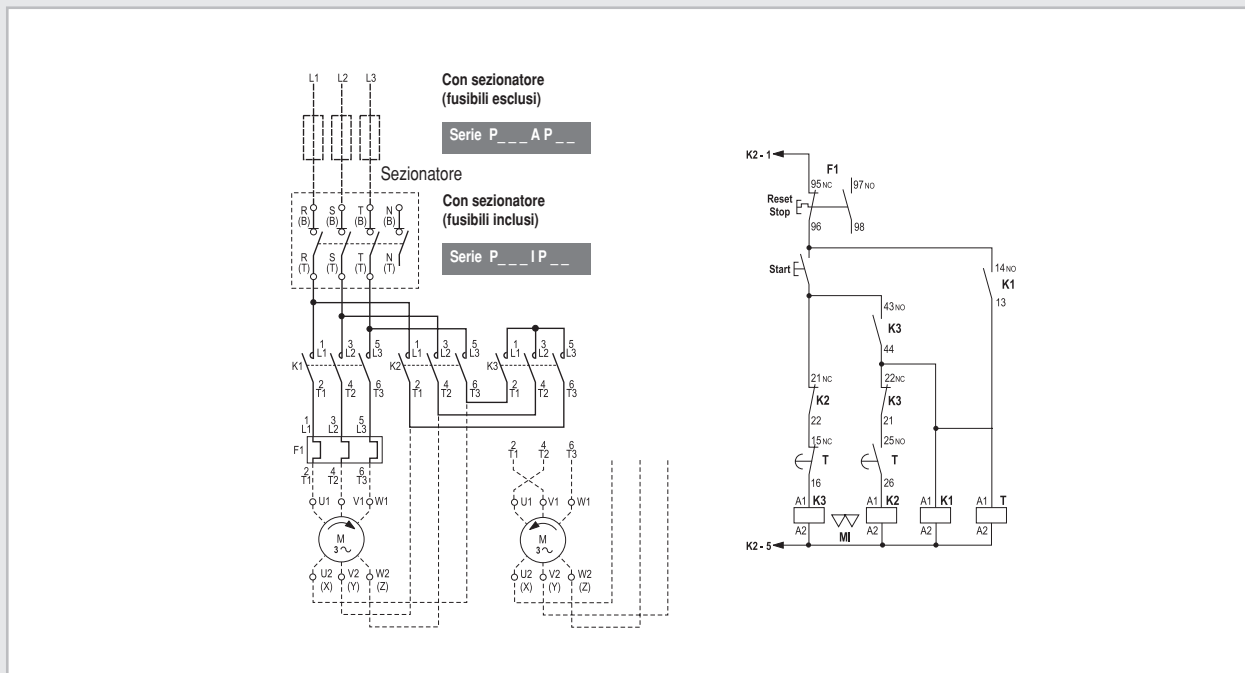 L1 L2 L3
Con sezionatore
(fusibili esclusi)
Serie P_ _ _ A P _ _
Sezionatore
Con sezionatore
(fusibili inclusi)
Serie P_ _ _ I P _ _
R S T N
(B) (B) (B) (B)
R S T N
(T) (T) (T) (T)
1 3 5 1 3 5 1 3 5
L1 L2 L3 L1 L2 L3 L1 L2 L3
K1 K2 K3
2 4 6 2 4 6 2 4 6
T1 T2 T3 T1 T2 T3 T1 T2 T3
1 3 5
L1 L2 L3
F1
2 4 6
T1 T2 T3
2 4 6
T1 T2 T3
U1 V1 W1
U1 V1 W1
M
3~
M
3~
U2 V2 W2
(X) (Y) (Z)
U2 V2 W2
(X) (Y) (Z)
K2 - 1
F1
95NC 97NO
Reset
Stop
96 98
Start
14NO
K1
13
43NO
K3
44
21NC 22NC
K2 K3
22 21
15NC 25NO
T T
16 26
A1 K3 A1 K2 A1 K1 A1 T
A2 A2 A2 A2
MI
K2 - 5